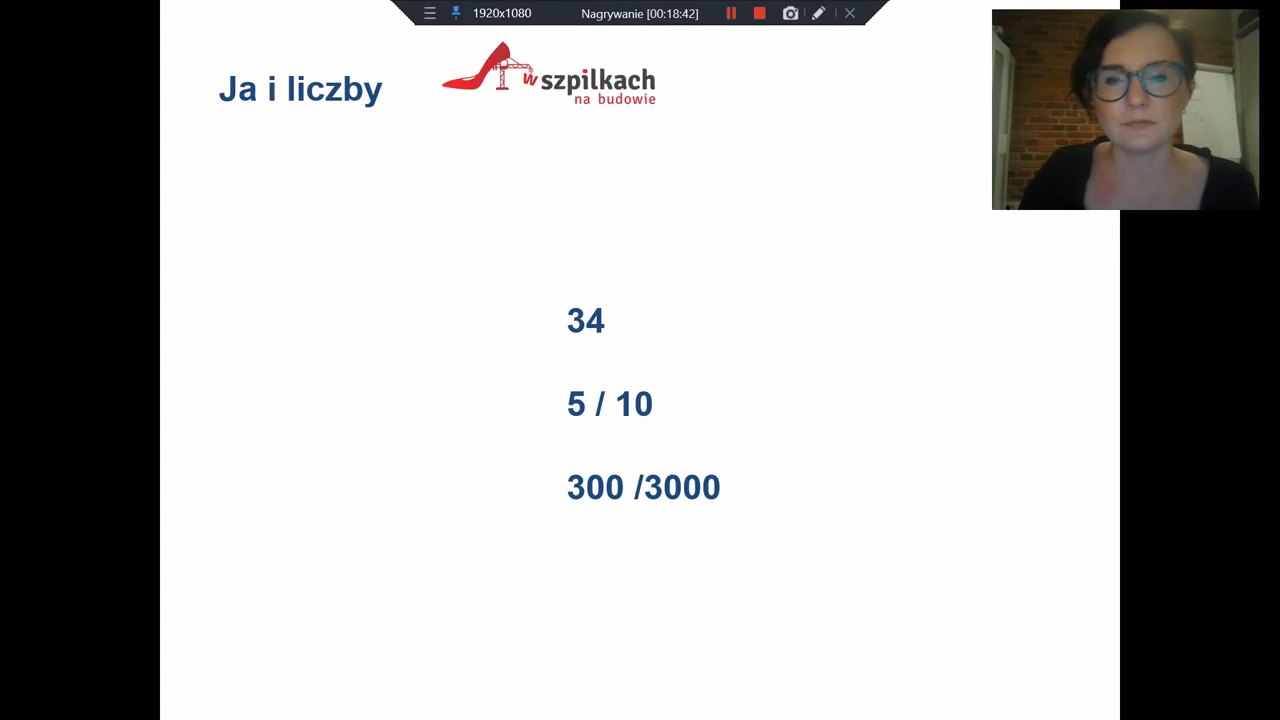 1920x1080
Nagrywanie [00:18:42]
Ja i liczby
w szpilkach
na budowie
34
5 / 10
300 /3000